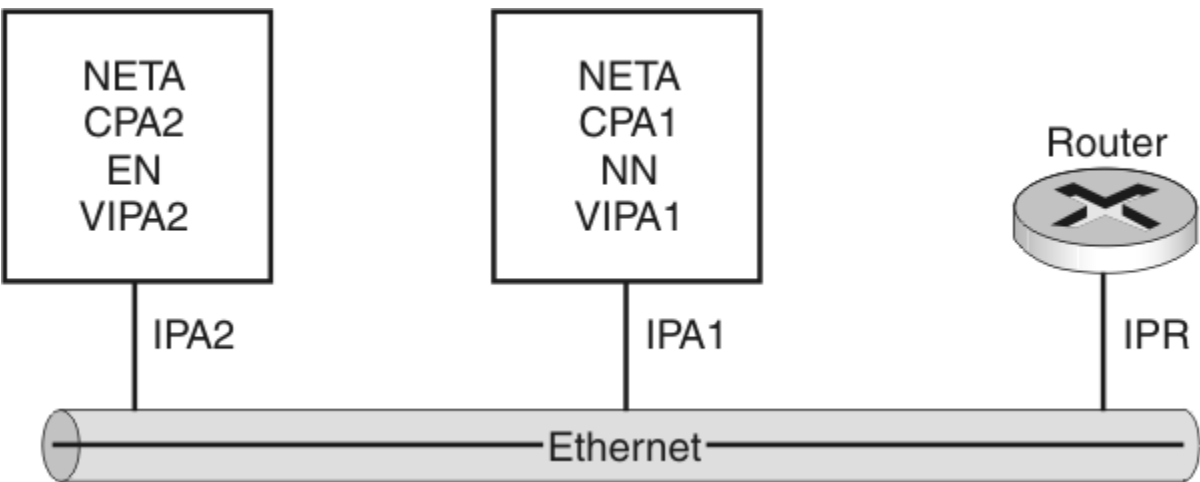 NETA
CPA2
EN
VIPA2
NETA
CPA1
NN
VIPA1
Router
IPA2
IPA1
IPR
Ethernet